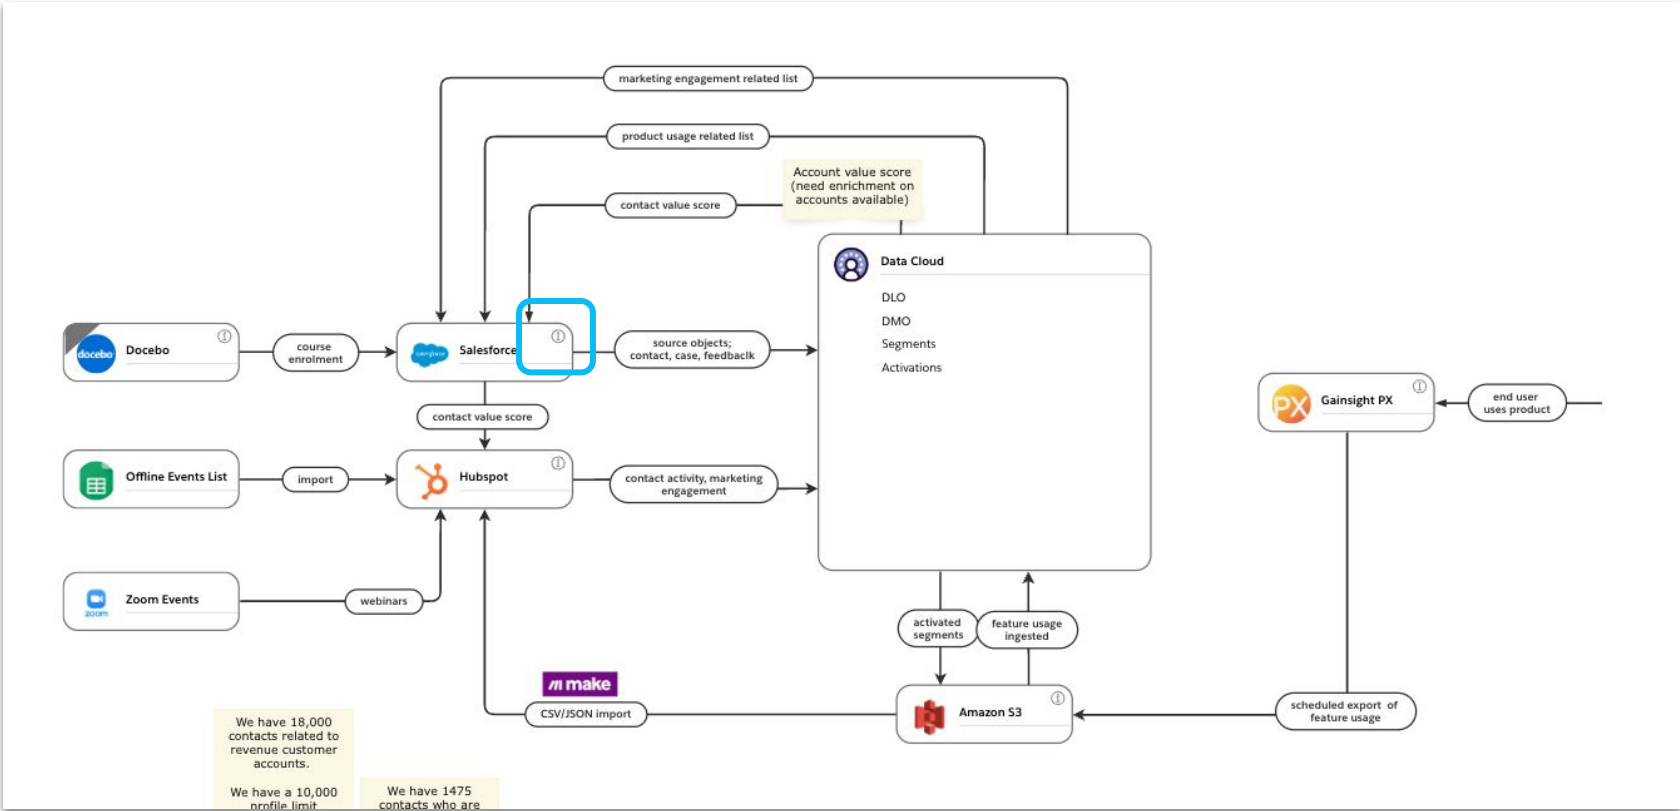 marketing engagement related list
product usage related list
Account value score
(need enrichment on
accounts available)
contact value score
Data Cloud
DLO
DMO
Segments
Activations
docebo
Docebo
course
enrolment
salesforce
Salesforce
source objects;
contact, case, feedbaclk
contact value score
PX
Gainsight PX
end user
uses product
Offline Events List
import
Hubspot
contact activity, marketing
engagement
zoom
Zoom Events
webinars
activated
segments
feature usage
ingested
make
CSV/JSON import
Amazon S3
scheduled export of
feature usage
We have 18,000
contacts related to
revenue customer
accounts.
We have a 10,000
profile limit
We have 1475
contacts who are